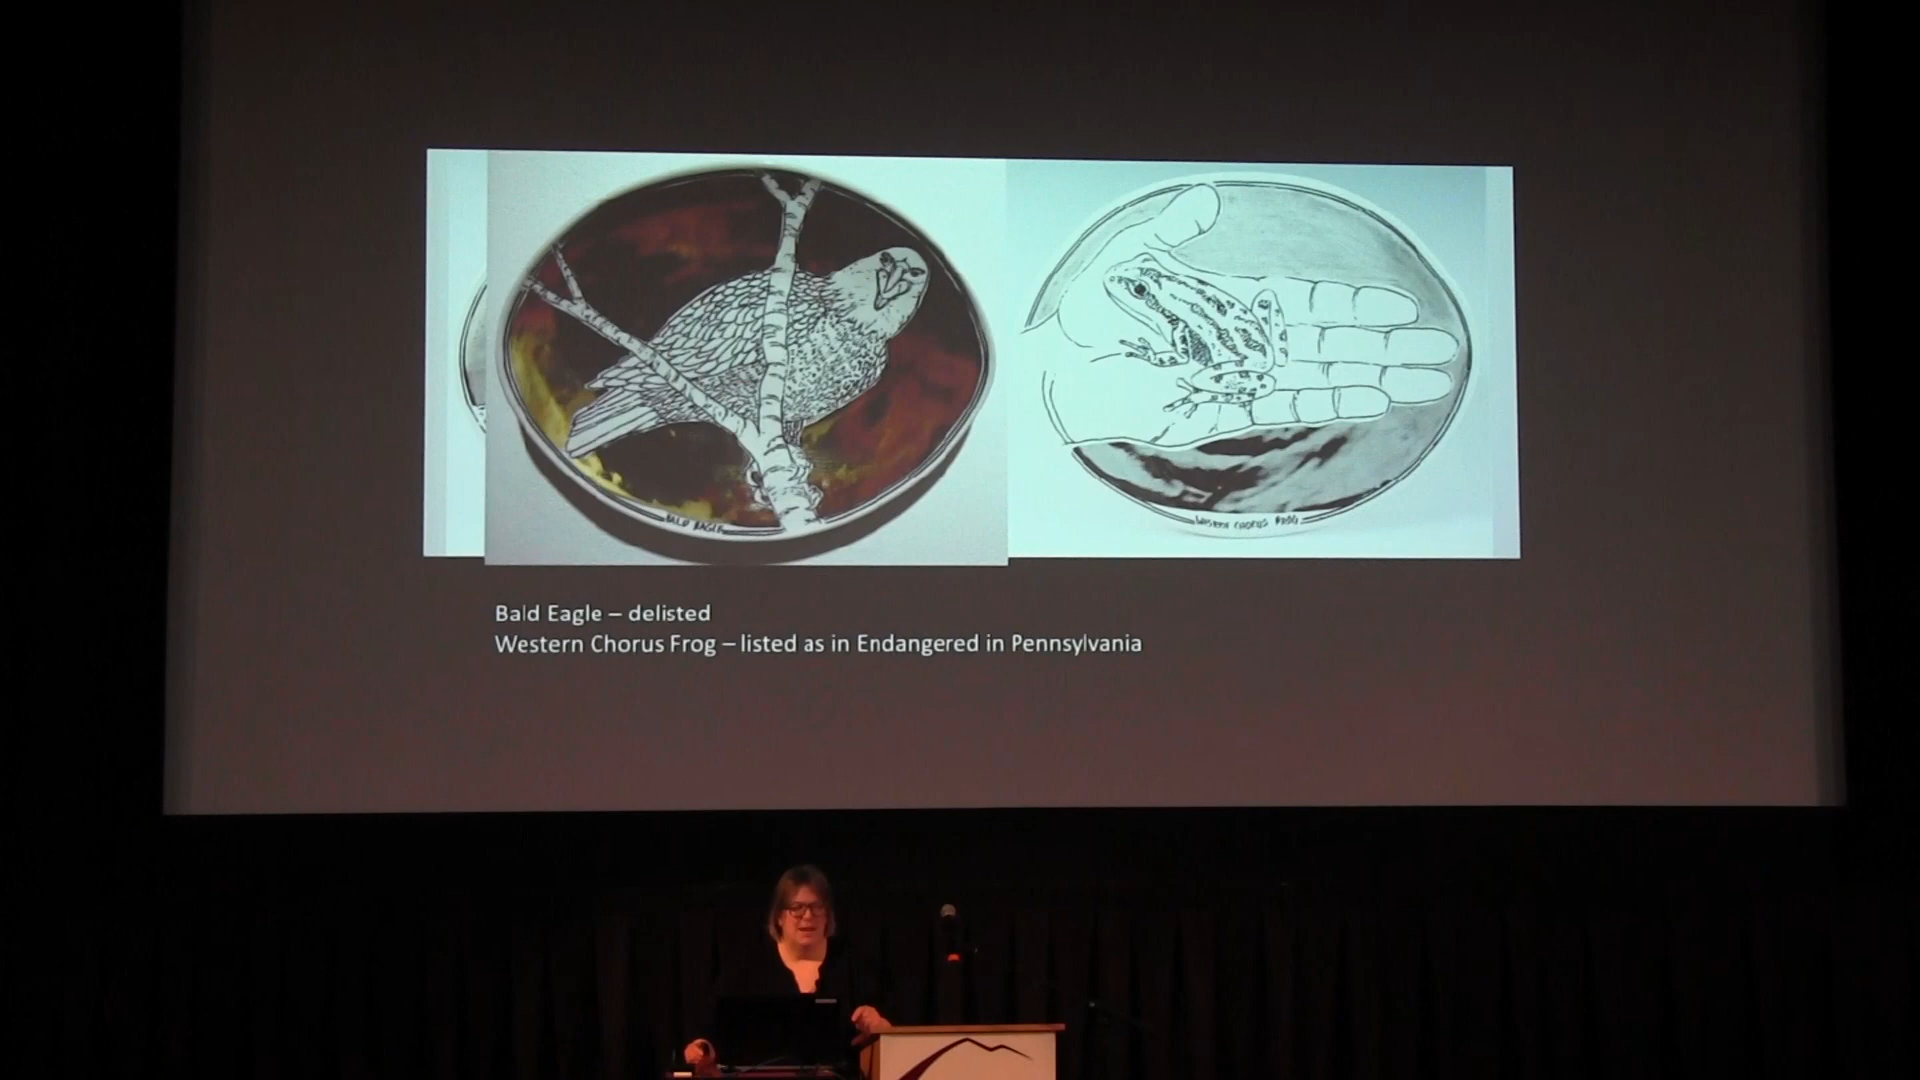 BALD EAGLE
WESTERN CHORUS FROG
Bald Eagle – delisted
Western Chorus Frog – listed as in Endangered in Pennsylvania